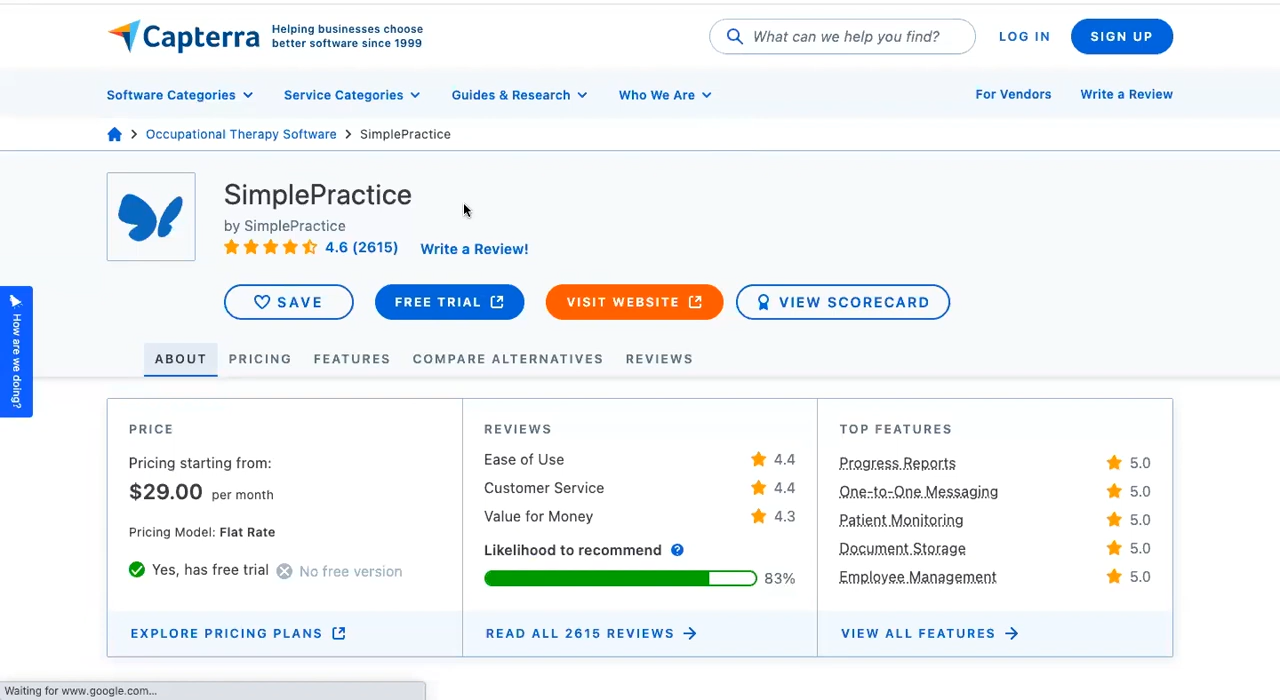 Capterra
Helping businesses choose
better software since 1999
What can we help you find?
LOG IN
SIGN UP
Software Categories
Service Categories
Guides & Research
Who We Are
For Vendors
Write a Review
Occupational Therapy Software
SimplePractice
SimplePractice
by SimplePractice
4.6 (2615)
Write a Review!
SAVE
FREE TRIAL
VISIT WEBSITE
VIEW SCORECARD
How are we doing?
ABOUT
PRICING
FEATURES
COMPARE ALTERNATIVES
REVIEWS
PRICE
Pricing starting from:
$29.00 per month
Pricing Model: Flat Rate
Yes, has free trial
No free version
EXPLORE PRICING PLANS
REVIEWS
Ease of Use 4.4
Customer Service 4.4
Value for Money 4.3
Likelihood to recommend ?
83%
READ ALL 2615 REVIEWS
TOP FEATURES
Progress Reports 5.0
One-to-One Messaging 5.0
Patient Monitoring 5.0
Document Storage 5.0
Employee Management 5.0
VIEW ALL FEATURES
Waiting for www.google.com...